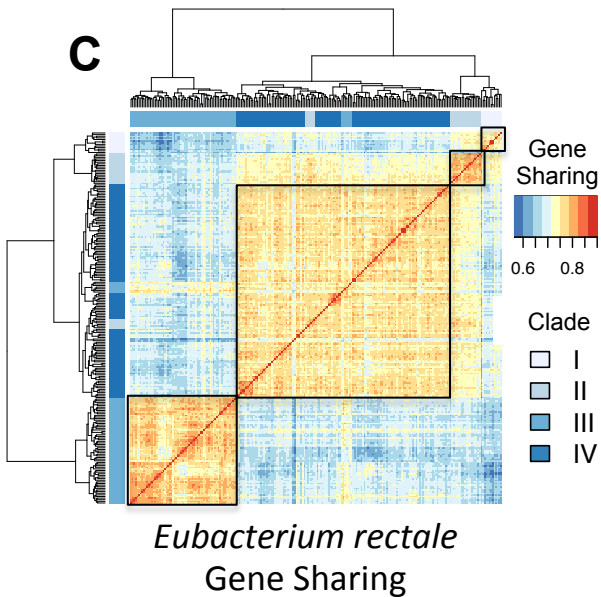 C
Gene
Sharing
0.6 0.8
Clade
I
II
III
IV
Eubacterium rectale
Gene Sharing